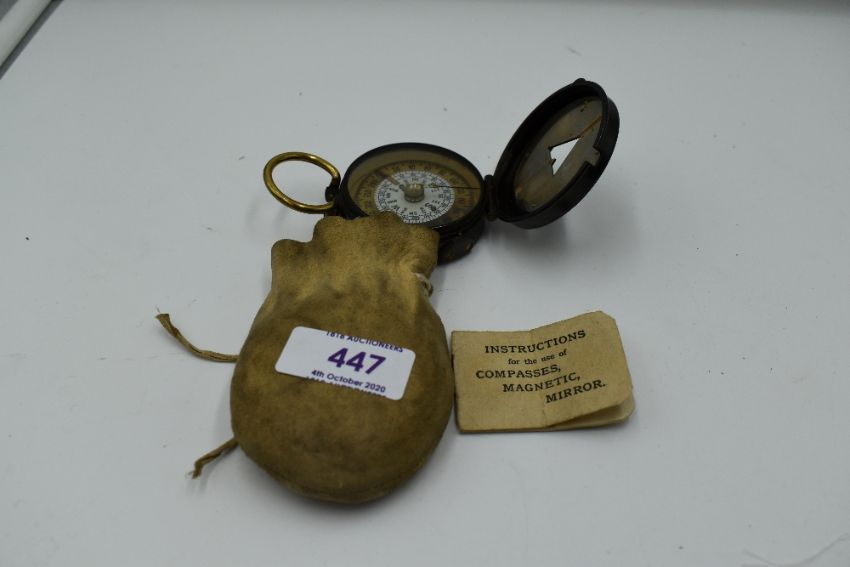 1818 AUCTIONEERS
447
4th October 2020
INSTRUCTIONS
for the use of
COMPASSES,
MAGNETIC,
MIRROR.